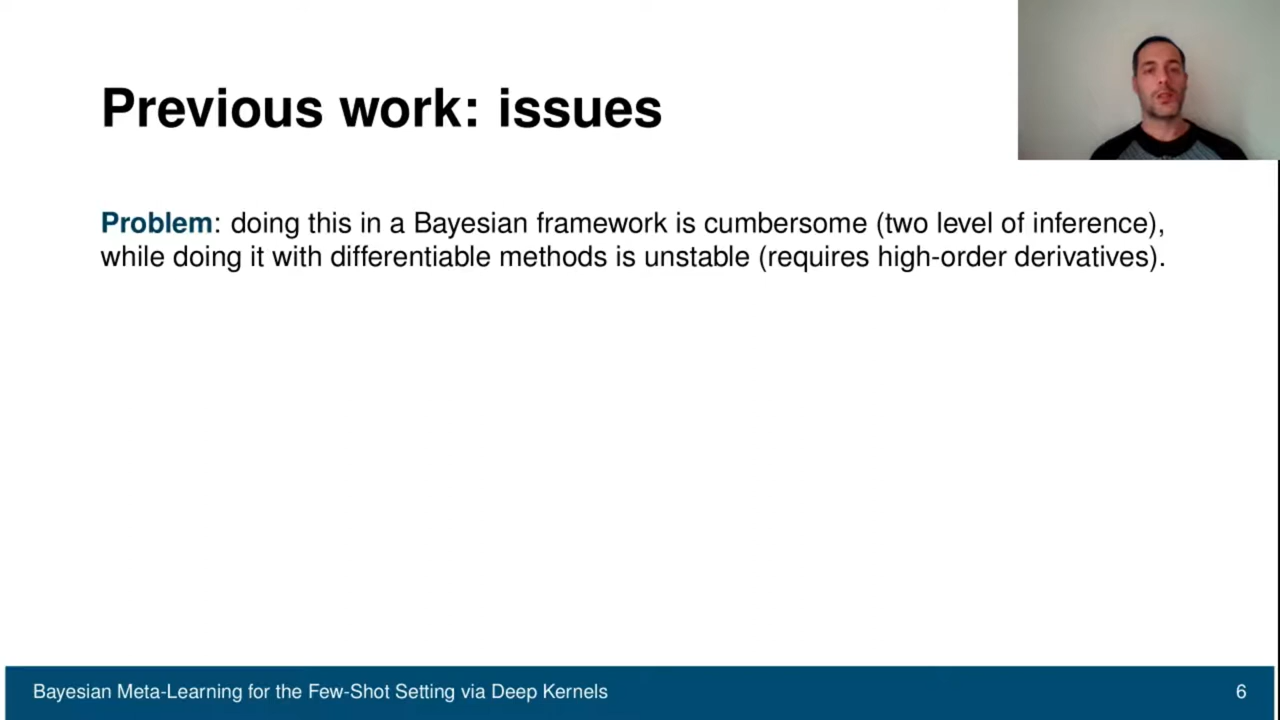 Previous work: issues
Problem: doing this in a Bayesian framework is cumbersome (two level of inference),
while doing it with differentiable methods is unstable (requires high-order derivatives).
Bayesian Meta-Learning for the Few-Shot Setting via Deep Kernels
6